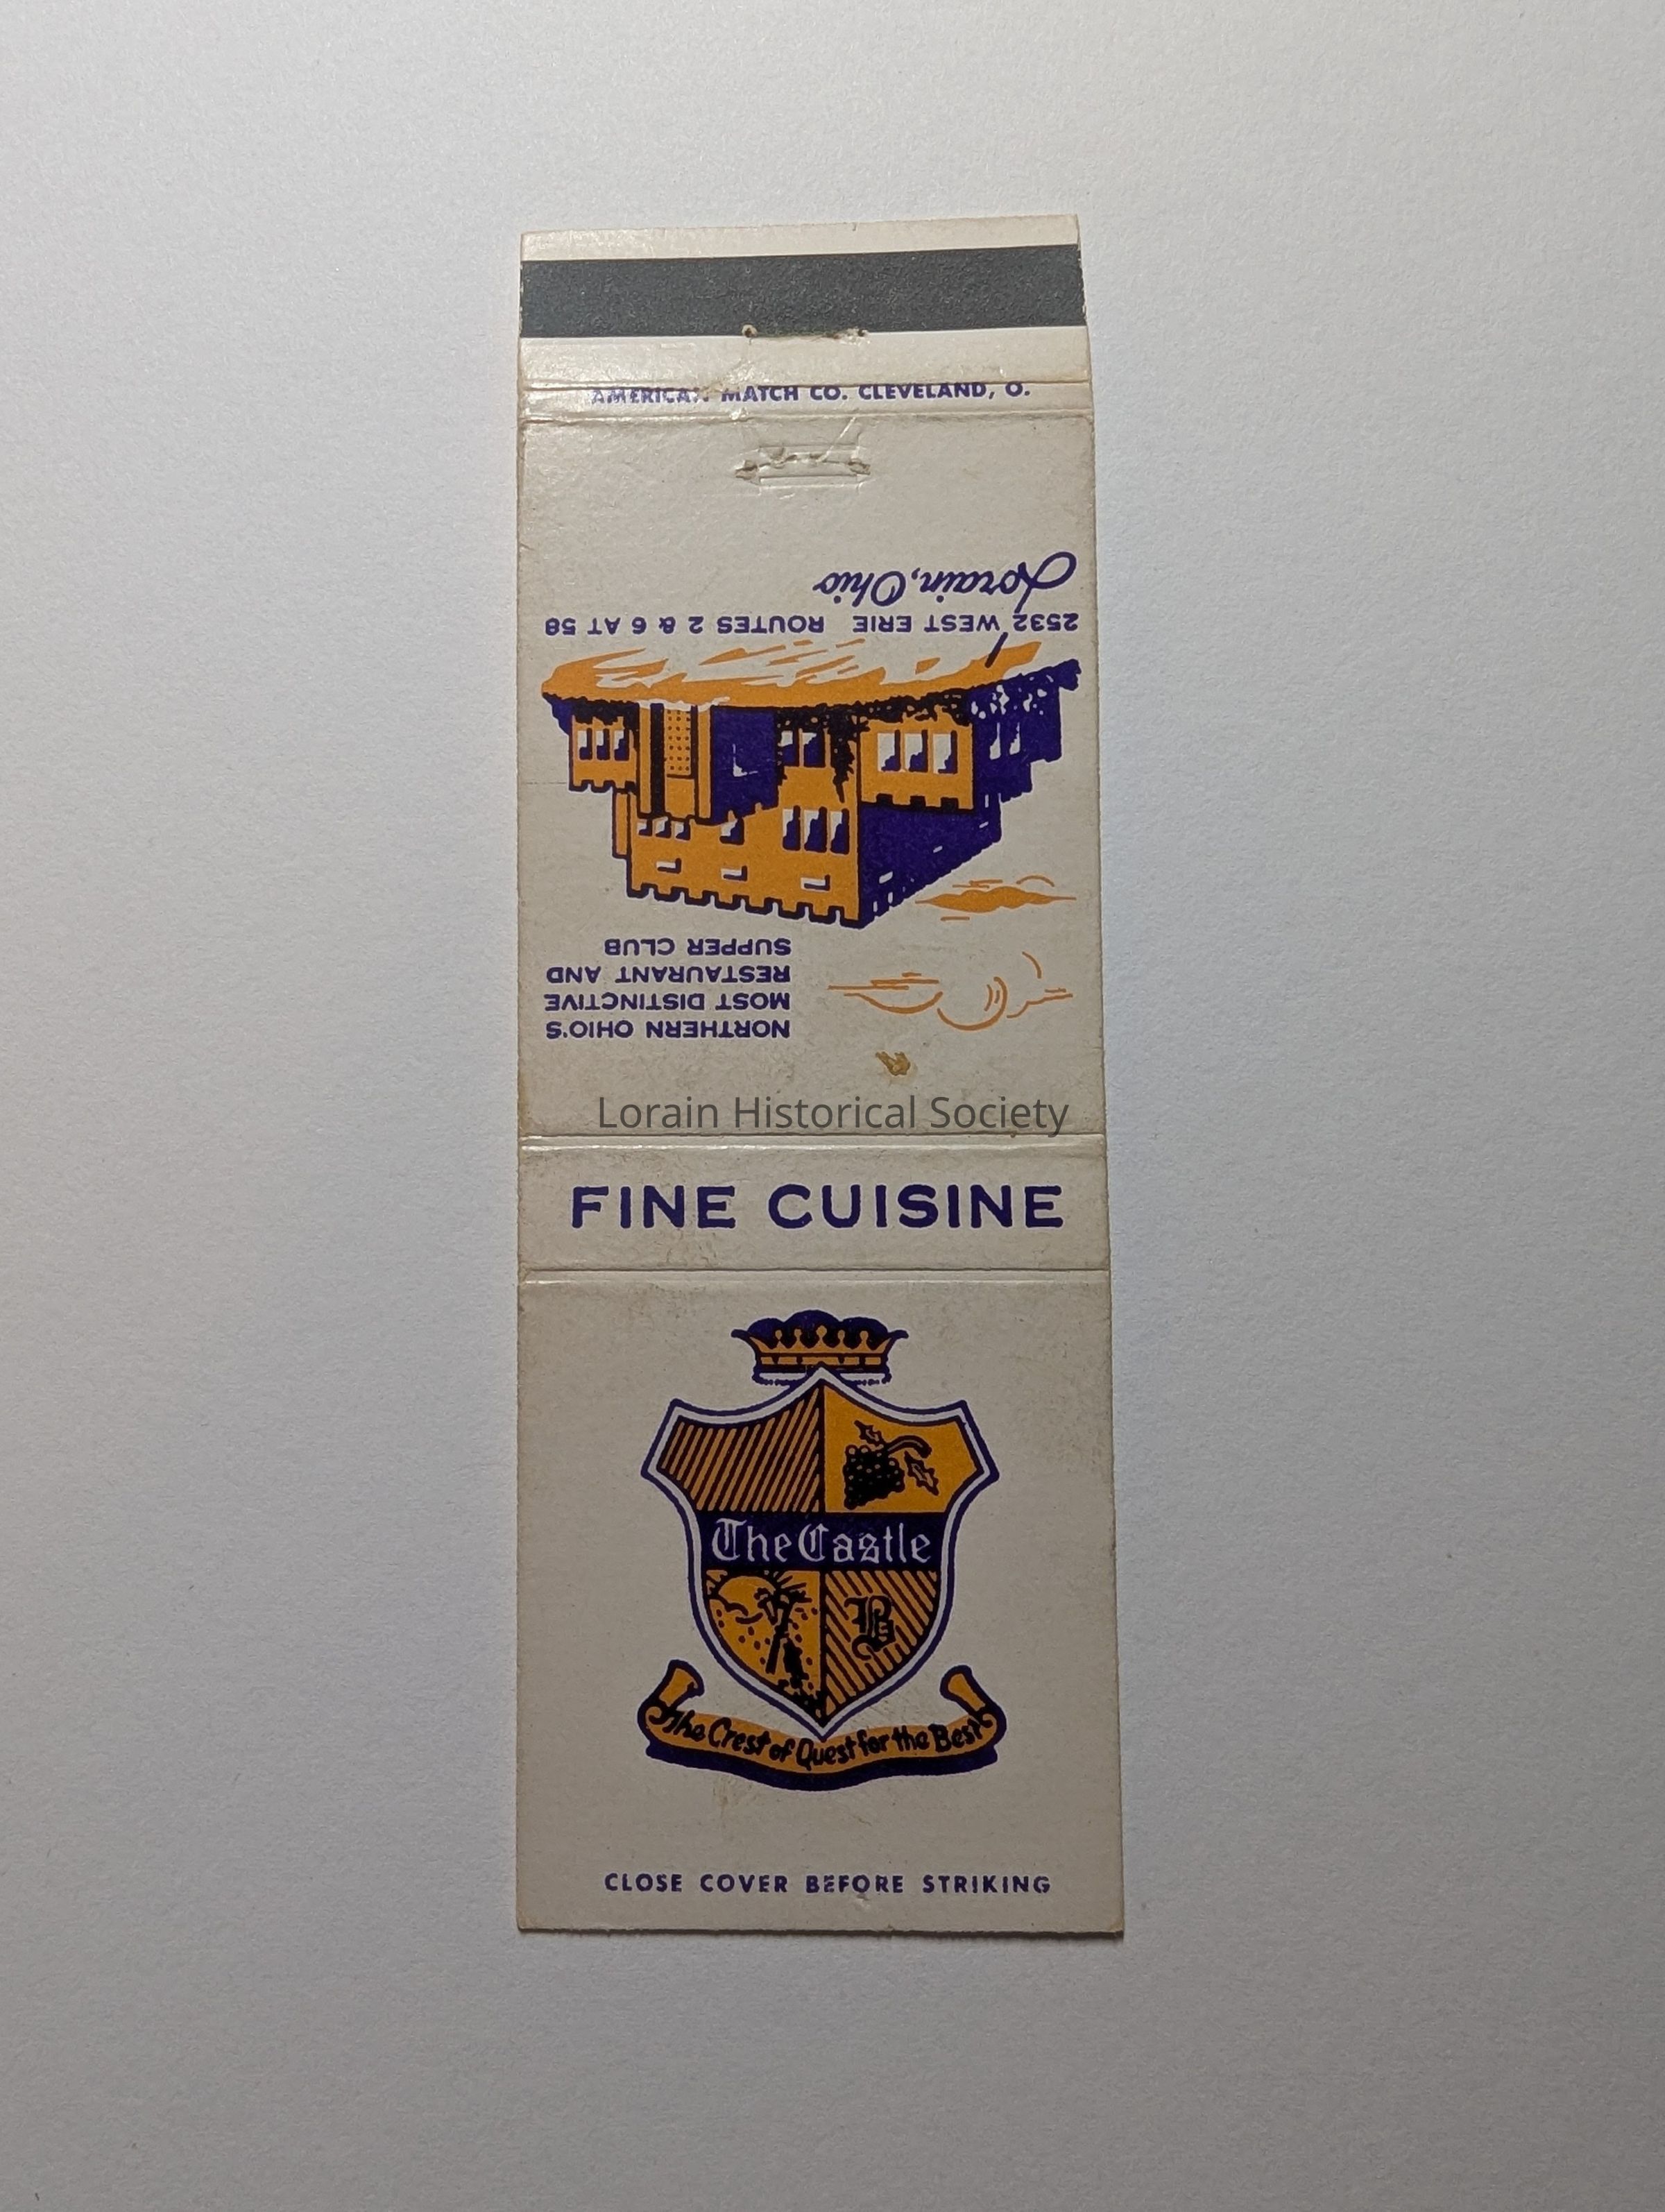 AMERICAN MATCH CO. CLEVELAND, O.
NORTHERN OHIO'S
MOST DISTINCTIVE
RESTAURANT AND
SUPPER CLUB
2532 WEST ERIE ROUTES 2 & 6 AT 58
Lorain, Ohio
Lorain Historical Society
FINE CUISINE
The Castle
B
The Crest of Quest for the Best
CLOSE COVER BEFORE STRIKING